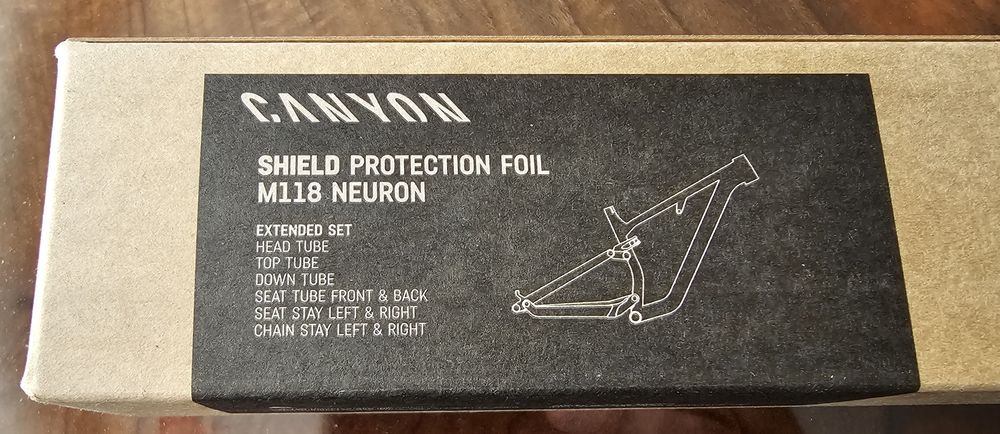 CANYON
SHIELD PROTECTION FOIL
M118 NEURON
EXTENDED SET
HEAD TUBE
TOP TUBE
DOWN TUBE
SEAT TUBE FRONT & BACK
SEAT STAY LEFT & RIGHT
CHAIN STAY LEFT & RIGHT